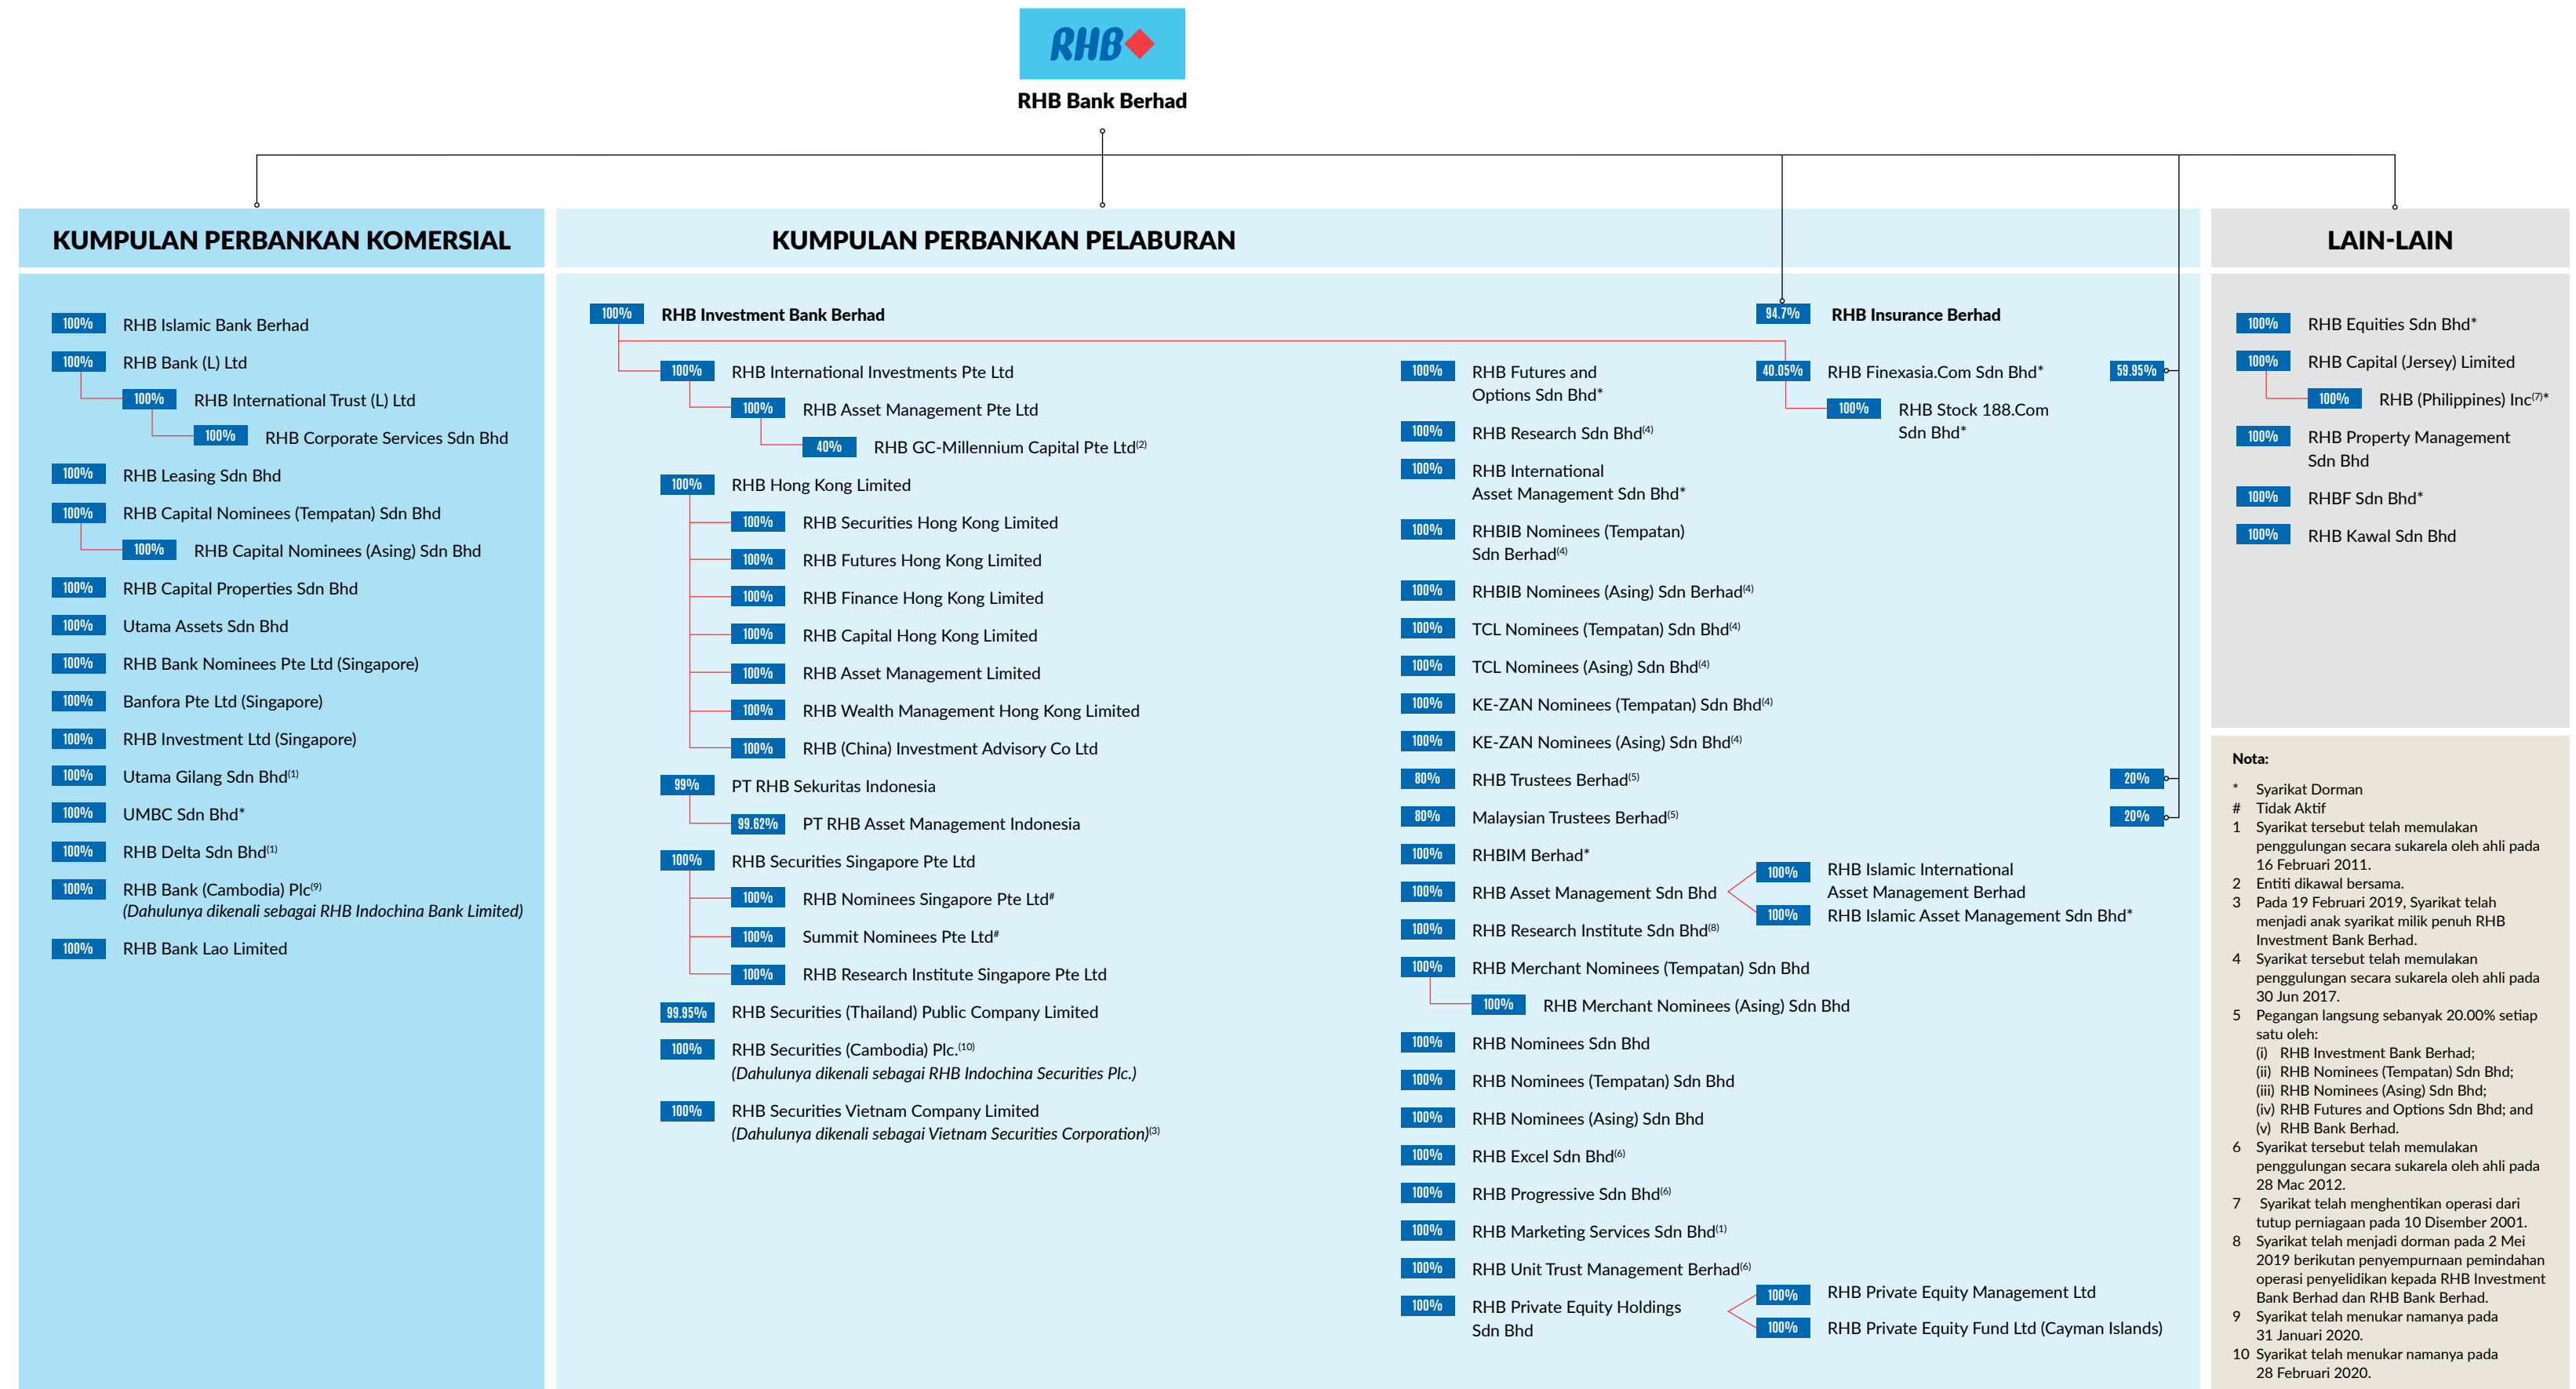 RHB
RHB Bank Berhad
KUMPULAN PERBANKAN KOMERSIAL
100% RHB Islamic Bank Berhad
100% RHB Bank (L) Ltd
100% RHB International Trust (L) Ltd
100% RHB Corporate Services Sdn Bhd
100% RHB Leasing Sdn Bhd
100% RHB Capital Nominees (Tempatan) Sdn Bhd
100% RHB Capital Nominees (Asing) Sdn Bhd
100% RHB Capital Properties Sdn Bhd
100% Utama Assets Sdn Bhd
100% RHB Bank Nominees Pte Ltd (Singapore)
100% Banfora Pte Ltd (Singapore)
100% RHB Investment Ltd (Singapore)
100% Utama Gilang Sdn Bhd(1)
100% UMBC Sdn Bhd*
100% RHB Delta Sdn Bhd(1)
100% RHB Bank (Cambodia) Plc(9)
(Dahulunya dikenali sebagai RHB Indochina Bank Limited)
100% RHB Bank Lao Limited
KUMPULAN PERBANKAN PELABURAN
100% RHB Investment Bank Berhad
100% RHB International Investments Pte Ltd
100% RHB Asset Management Pte Ltd
40% RHB GC-Millennium Capital Pte Ltd(2)
100% RHB Hong Kong Limited
100% RHB Securities Hong Kong Limited
100% RHB Futures Hong Kong Limited
100% RHB Finance Hong Kong Limited
100% RHB Capital Hong Kong Limited
100% RHB Asset Management Limited
100% RHB Wealth Management Hong Kong Limited
100% RHB (China) Investment Advisory Co Ltd
99% PT RHB Sekuritas Indonesia
99.62% PT RHB Asset Management Indonesia
100% RHB Securities Singapore Pte Ltd
100% RHB Nominees Singapore Pte Ltd#
100% Summit Nominees Pte Ltd#
100% RHB Research Institute Singapore Pte Ltd
99.95% RHB Securities (Thailand) Public Company Limited
100% RHB Securities (Cambodia) Plc.(10)
(Dahulunya dikenali sebagai RHB Indochina Securities Plc.)
100% RHB Securities Vietnam Company Limited
(Dahulunya dikenali sebagai Vietnam Securities Corporation)(3)
100% RHB Futures and
Options Sdn Bhd*
100% RHB Research Sdn Bhd(4)
100% RHB International
Asset Management Sdn Bhd*
100% RHBIB Nominees (Tempatan)
Sdn Berhad(4)
100% RHBIB Nominees (Asing) Sdn Berhad(4)
100% TCL Nominees (Tempatan) Sdn Bhd(4)
100% TCL Nominees (Asing) Sdn Bhd(4)
100% KE-ZAN Nominees (Tempatan) Sdn Bhd(4)
100% KE-ZAN Nominees (Asing) Sdn Bhd(4)
80% RHB Trustees Berhad(5) 20%
80% Malaysian Trustees Berhad(5) 20%
100% RHBIM Berhad*
100% RHB Asset Management Sdn Bhd
100% RHB Islamic International
Asset Management Berhad
100% RHB Islamic Asset Management Sdn Bhd*
100% RHB Research Institute Sdn Bhd(8)
100% RHB Merchant Nominees (Tempatan) Sdn Bhd
100% RHB Merchant Nominees (Asing) Sdn Bhd
100% RHB Nominees Sdn Bhd
100% RHB Nominees (Tempatan) Sdn Bhd
100% RHB Nominees (Asing) Sdn Bhd
100% RHB Excel Sdn Bhd(6)
100% RHB Progressive Sdn Bhd(6)
100% RHB Marketing Services Sdn Bhd(1)
100% RHB Unit Trust Management Berhad(6)
100% RHB Private Equity Holdings
Sdn Bhd
100% RHB Private Equity Management Ltd
100% RHB Private Equity Fund Ltd (Cayman Islands)
94.7% RHB Insurance Berhad
40.05% RHB Finexasia.Com Sdn Bhd* 59.95%
100% RHB Stock 188.Com
Sdn Bhd*
LAIN-LAIN
100% RHB Equities Sdn Bhd*
100% RHB Capital (Jersey) Limited
100% RHB (Philippines) Inc(7)*
100% RHB Property Management
Sdn Bhd
100% RHBF Sdn Bhd*
100% RHB Kawal Sdn Bhd
Nota:
* Syarikat Dorman
# Tidak Aktif
1 Syarikat tersebut telah memulakan
penggulungan secara sukarela oleh ahli pada
16 Februari 2011.
2 Entiti dikawal bersama.
3 Pada 19 Februari 2019, Syarikat telah
menjadi anak syarikat milik penuh RHB
Investment Bank Berhad.
4 Syarikat tersebut telah memulakan
penggulungan secara sukarela oleh ahli pada
30 Jun 2017.
5 Pegangan langsung sebanyak 20.00% setiap
satu oleh:
(i) RHB Investment Bank Berhad;
(ii) RHB Nominees (Tempatan) Sdn Bhd;
(iii) RHB Nominees (Asing) Sdn Bhd;
(iv) RHB Futures and Options Sdn Bhd; and
(v) RHB Bank Berhad.
6 Syarikat tersebut telah memulakan
penggulungan secara sukarela oleh ahli pada
28 Mac 2012.
7 Syarikat telah menghentikan operasi dari
tutup perniagaan pada 10 Disember 2001.
8 Syarikat telah menjadi dorman pada 2 Mei
2019 berikutan penyempurnaan pemindahan
operasi penyelidikan kepada RHB Investment
Bank Berhad dan RHB Bank Berhad.
9 Syarikat telah menukar namanya pada
31 Januari 2020.
10 Syarikat telah menukar namanya pada
28 Februari 2020.